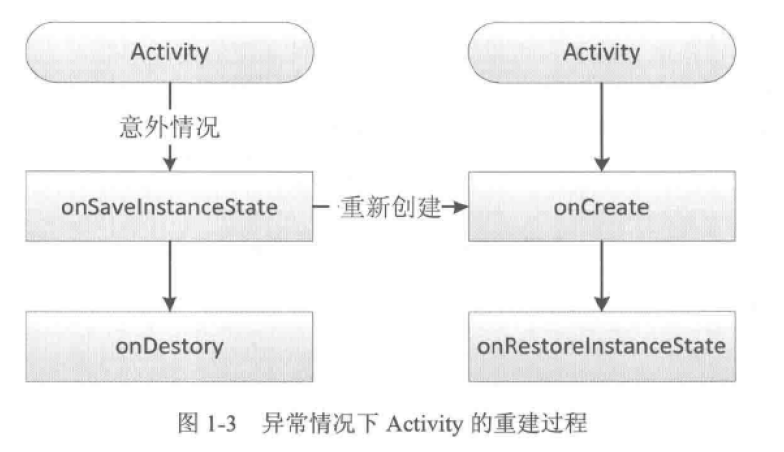 Activity
Activity
意外情况
onSaveInstanceState
重新创建
onCreate
onDestory
onRestoreInstanceState
图 1-3 异常情况下 Activity 的重建过程